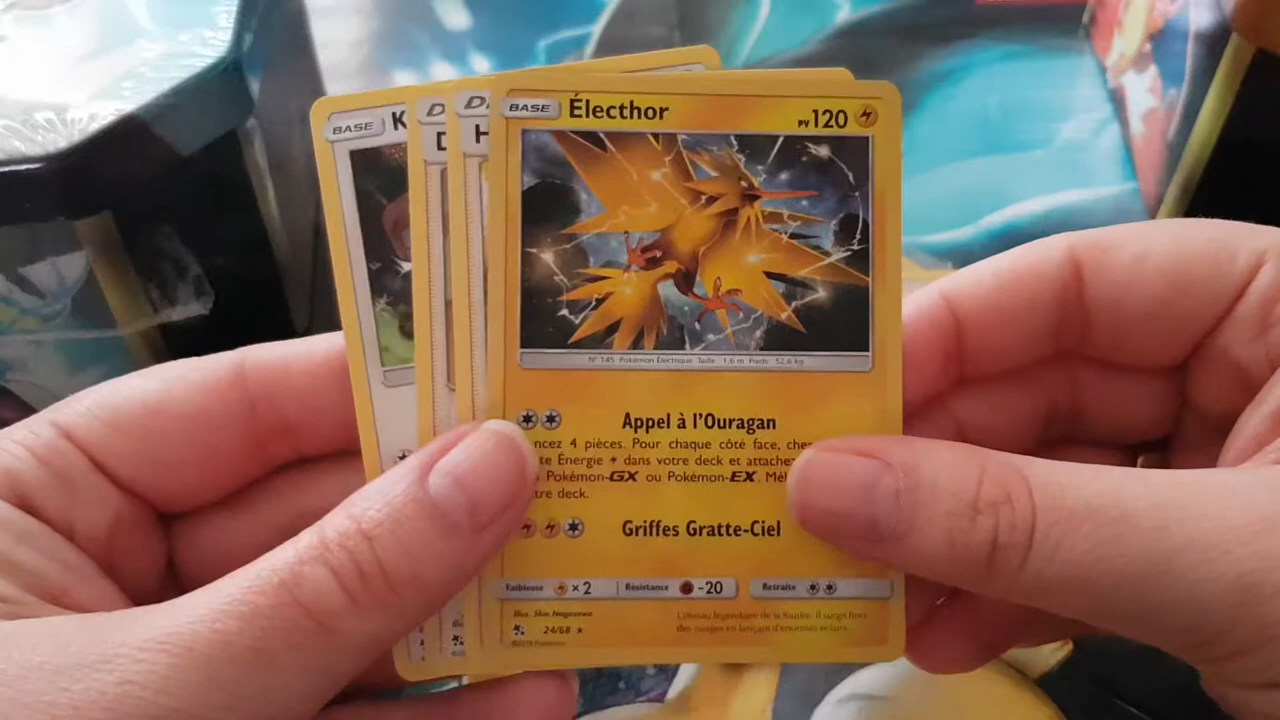 BASE K
D
D
D
H
BASE Électhor PV 120
N° 145 Pokémon Électrique Taille 1,6 m Poids 52,6 kg
Appel à l'Ouragan
ncez 4 pièces. Pour chaque côté face, cher
te Énergie dans votre deck et attachez
Pokémon-GX ou Pokémon-EX. Mél
tre deck.
Griffes Gratte-Ciel
Faiblesse ×2 Résistance -20 Retraite
Illus. Shin Nagasawa
24/68
L'oiseau légendaire de la foudre. Il surgit hors
des nuages en lançant d'énormes éclairs.